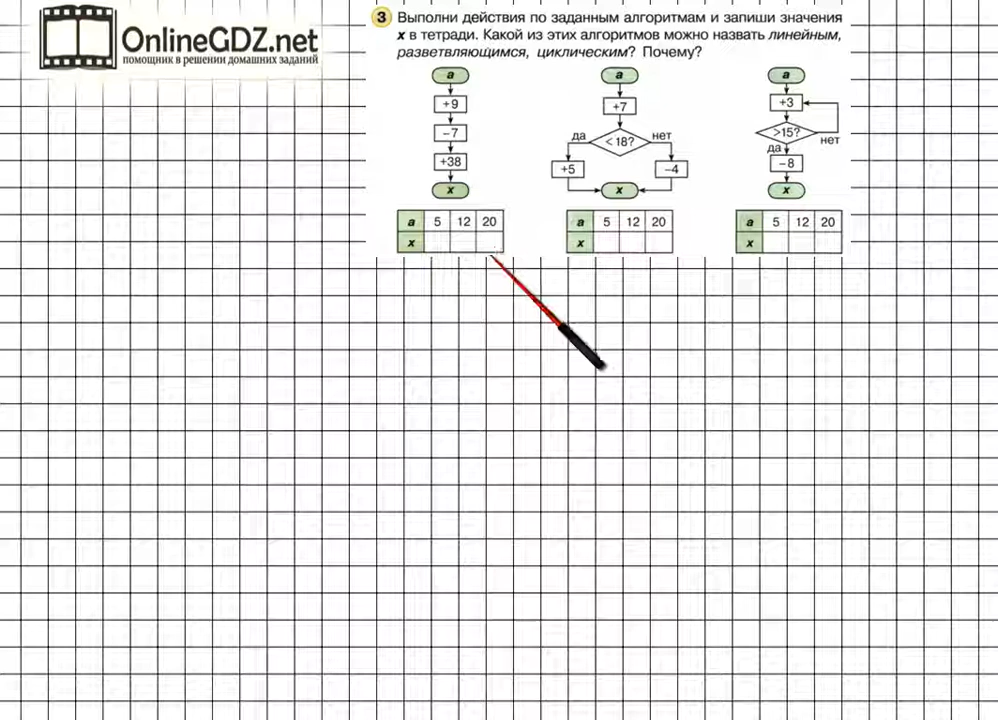 OnlineGDZ.net
помощник в решении домашних заданий
3 Выполни действия по заданным алгоритмам и запиши значения
x в тетради. Какой из этих алгоритмов можно назвать линейным,
разветвляющимся, циклическим? Почему?
a
+9
−7
+38
x
a 5 12 20
x
a
+7
да < 18? нет
+5 −4
x
a 5 12 20
x
a
+3
>15?
да нет
−8
x
a 5 12 20
x